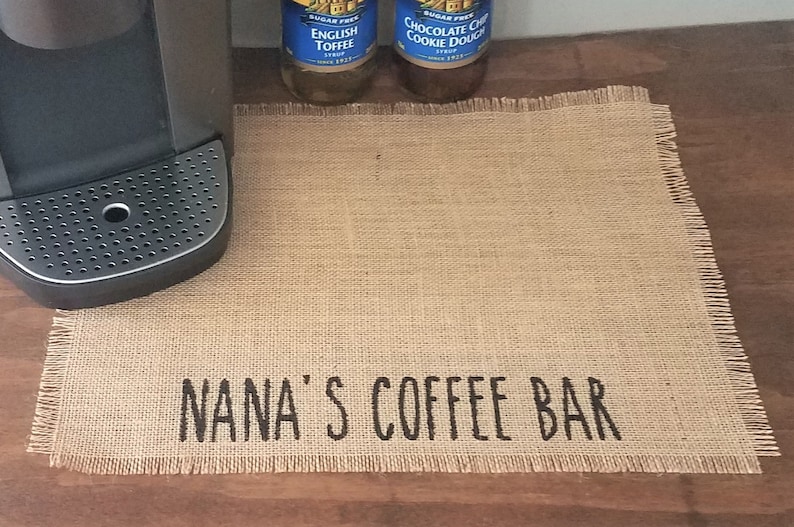 SUGAR FREE
ENGLISH
TOFFEE
SYRUP
SINCE 1925
SUGAR FREE
CHOCOLATE CHIP
COOKIE DOUGH
SYRUP
SINCE 1925
NANA'S COFFEE BAR